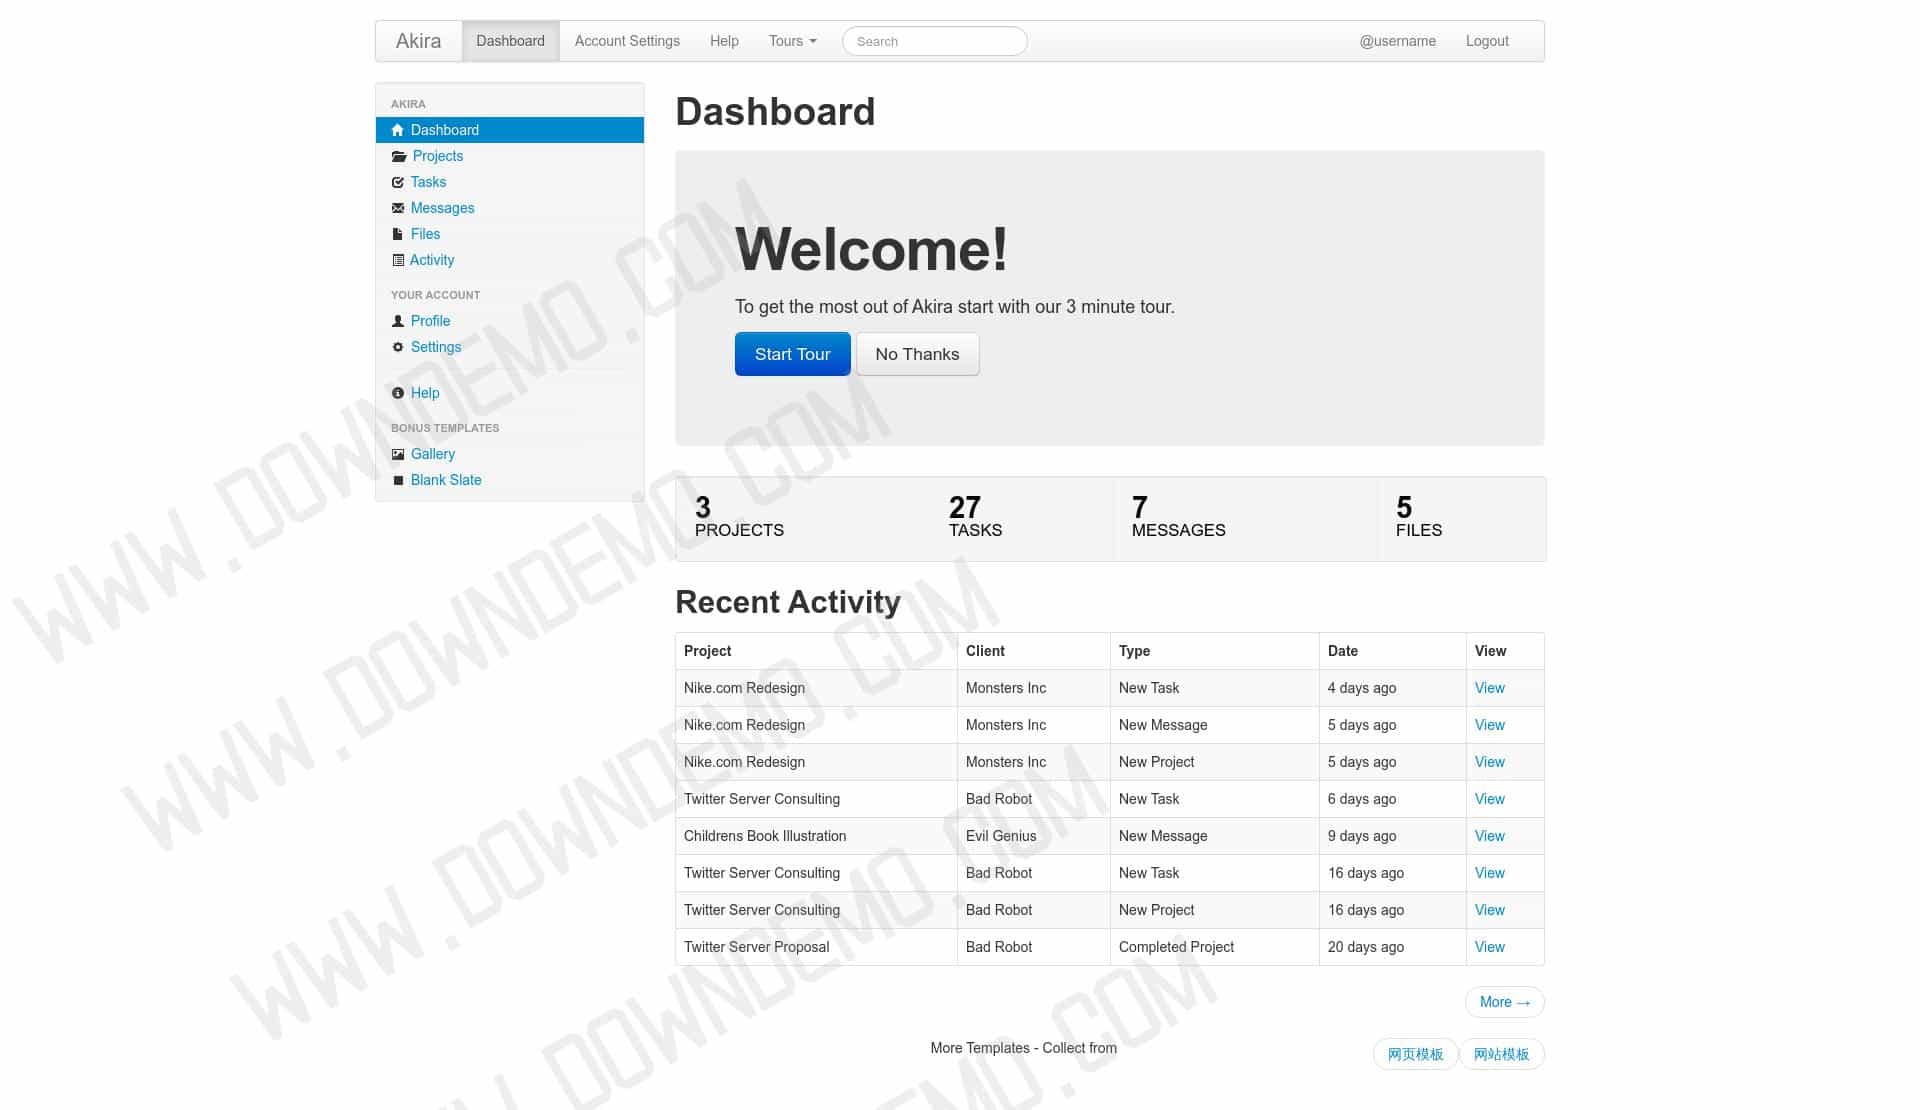 Akira Dashboard Account Settings Help Tours Search @username Logout
AKIRA
Dashboard
Projects
Tasks
Messages
Files
Activity
YOUR ACCOUNT
Profile
Settings
Help
BONUS TEMPLATES
Gallery
Blank Slate
Dashboard
Welcome!
To get the most out of Akira start with our 3 minute tour.
Start Tour No Thanks
3 27 7 5
PROJECTS TASKS MESSAGES FILES
Recent Activity
Project Client Type Date View
Nike.com Redesign Monsters Inc New Task 4 days ago View
Nike.com Redesign Monsters Inc New Message 5 days ago View
Nike.com Redesign Monsters Inc New Project 5 days ago View
Twitter Server Consulting Bad Robot New Task 6 days ago View
Childrens Book Illustration Evil Genius New Message 9 days ago View
Twitter Server Consulting Bad Robot New Task 16 days ago View
Twitter Server Consulting Bad Robot New Project 16 days ago View
Twitter Server Proposal Bad Robot Completed Project 20 days ago View
More →
More Templates - Collect from 网页模板 网站模板
WWW.DOWNDEMO.COM
WWW.DOWNDEMO.COM
WWW.DOWNDEMO.COM
WWW.DOWNDEMO.COM